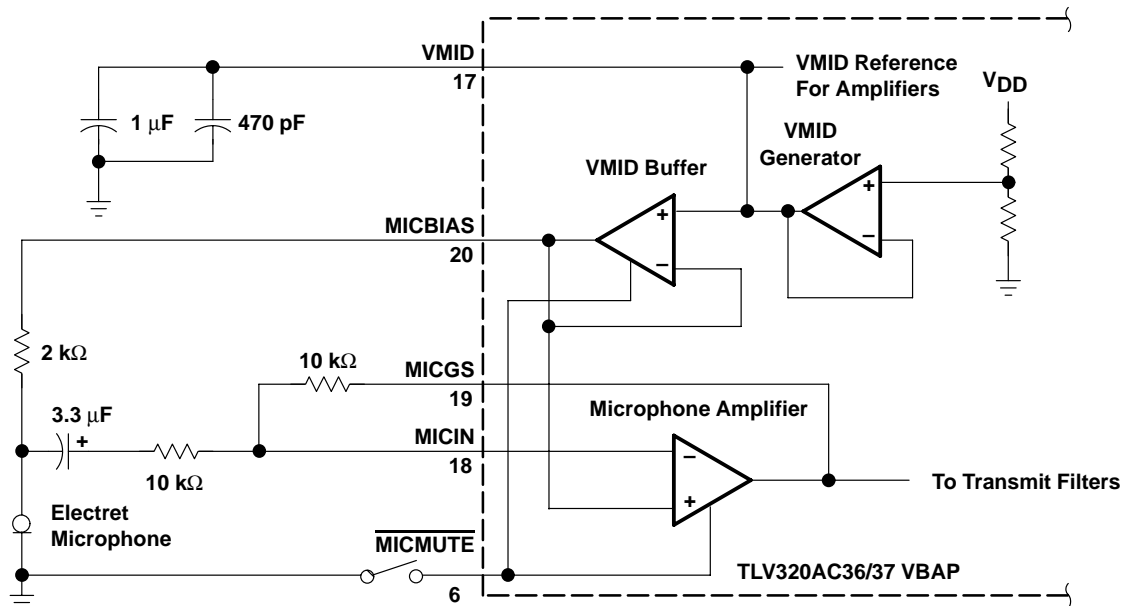 VMID
17
VMID Reference
For Amplifiers
VDD
1 μF
470 pF
VMID
Generator
VMID Buffer
+
−
+
−
MICBIAS
20
2 kΩ
10 kΩ
MICGS
19
Microphone Amplifier
3.3 μF
+
MICIN
18
10 kΩ
−
+
To Transmit Filters
Electret
Microphone
MICMUTE
6
TLV320AC36/37 VBAP